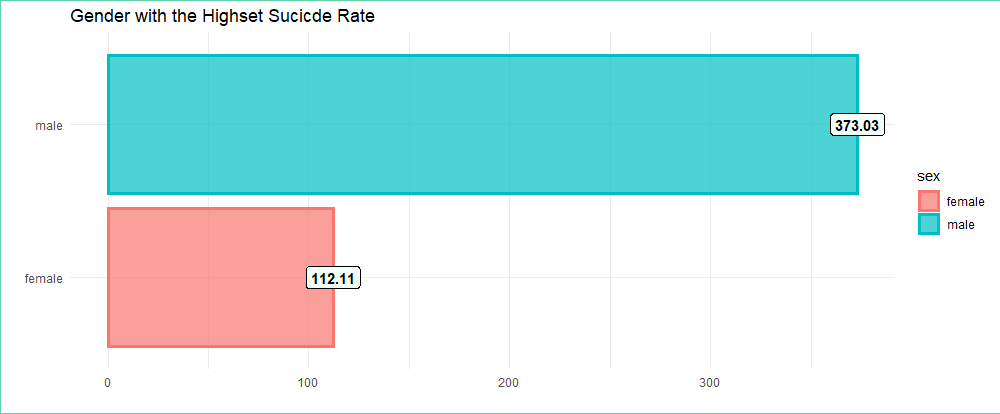 Gender with the Highset Sucicde Rate
male
373.03
female
112.11
0
100
200
300
sex
female
male